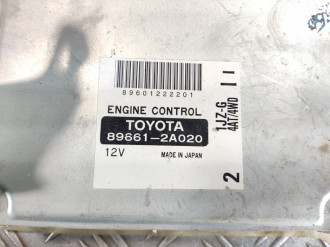 89601222201
ENGINE CONTROL
TOYOTA
89661-2A020
12V MADE IN JAPAN
1JZ-G
4AT/4WD
2